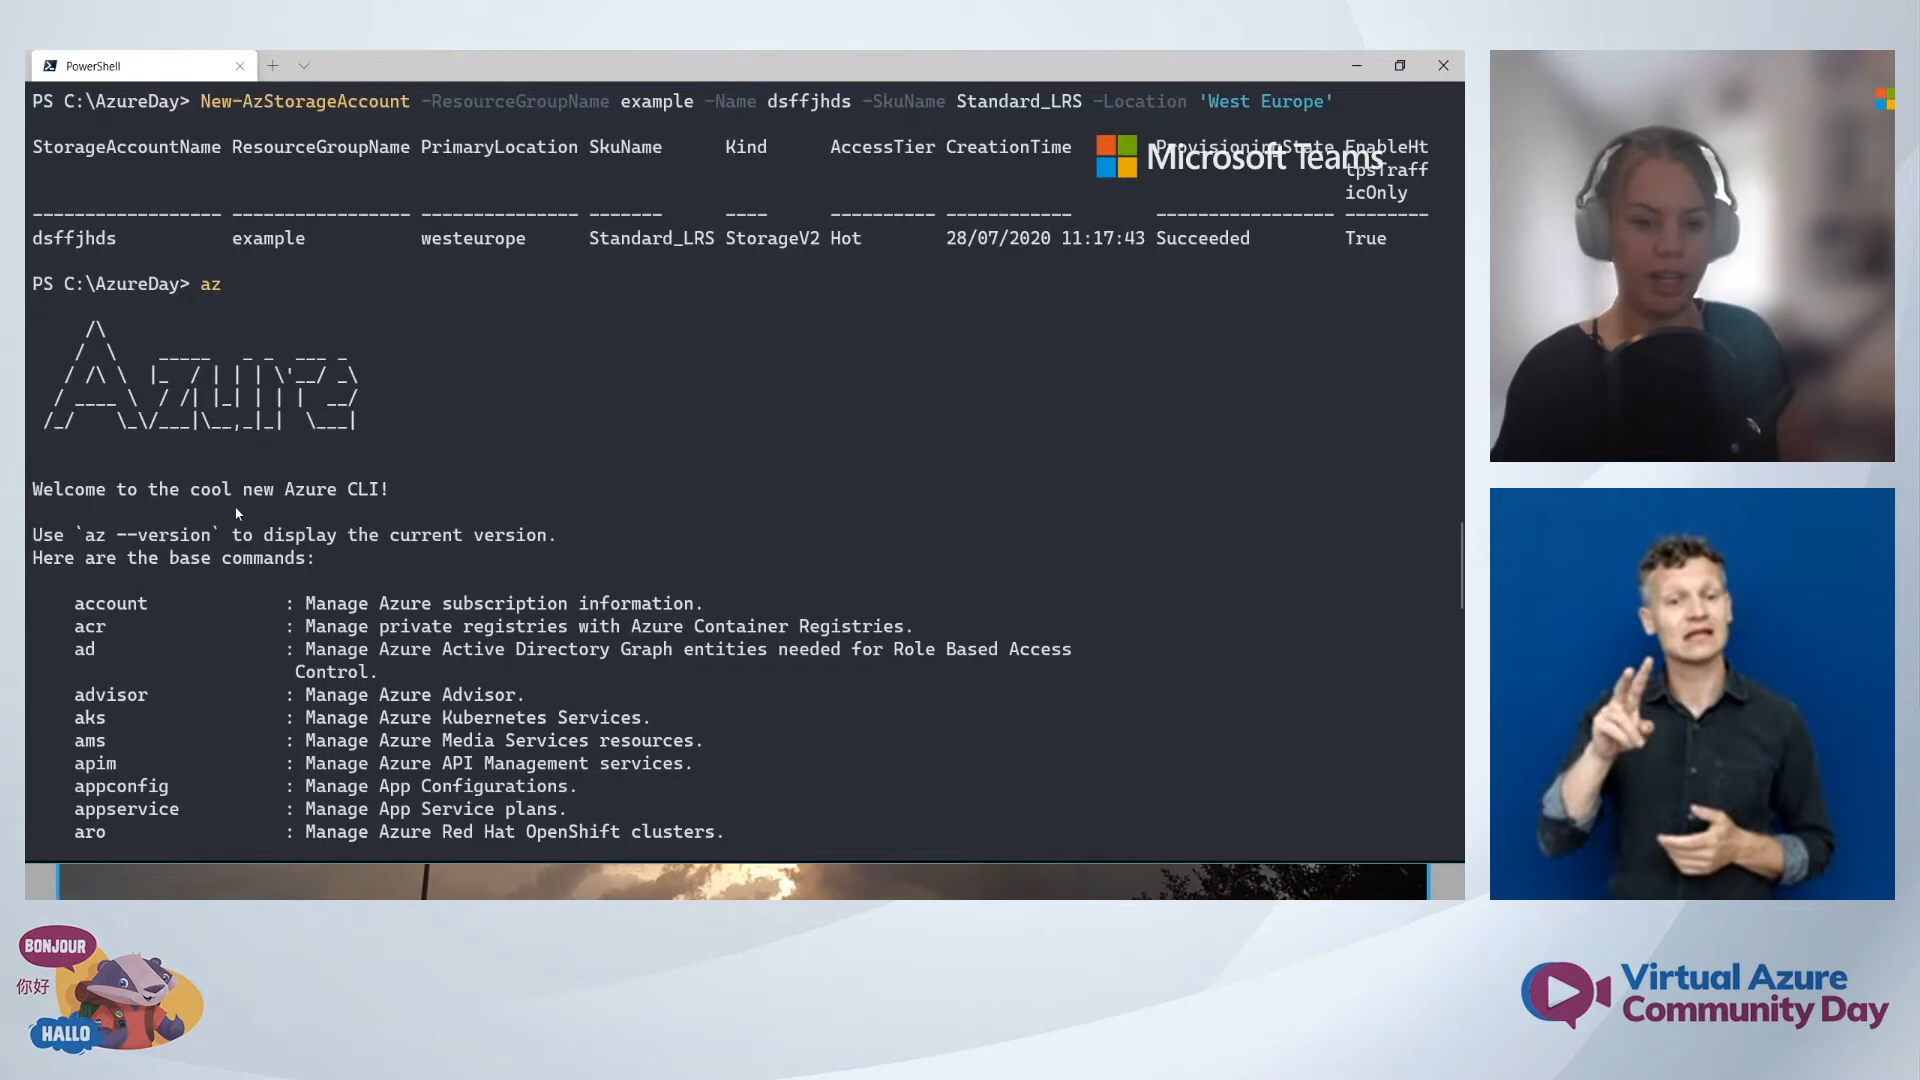 PowerShell
PS C:\AzureDay> New-AzStorageAccount -ResourceGroupName example -Name dsffjhds -SkuName Standard_LRS -Location 'West Europe'
StorageAccountName ResourceGroupName PrimaryLocation SkuName Kind AccessTier CreationTime ProvisioningState EnableHt
tpsTraff
icOnly
Microsoft Teams
------------------ ----------------- --------------- ------- ---- ---------- ------------ ----------------- --------
dsffjhds example westeurope Standard_LRS StorageV2 Hot 28/07/2020 11:17:43 Succeeded True
PS C:\AzureDay> az
Azure
Welcome to the cool new Azure CLI!
Use `az --version` to display the current version.
Here are the base commands:
account : Manage Azure subscription information.
acr : Manage private registries with Azure Container Registries.
ad : Manage Azure Active Directory Graph entities needed for Role Based Access
Control.
advisor : Manage Azure Advisor.
aks : Manage Azure Kubernetes Services.
ams : Manage Azure Media Services resources.
apim : Manage Azure API Management services.
appconfig : Manage App Configurations.
appservice : Manage App Service plans.
aro : Manage Azure Red Hat OpenShift clusters.
BONJOUR
你好
HALLO
Virtual Azure
Community Day